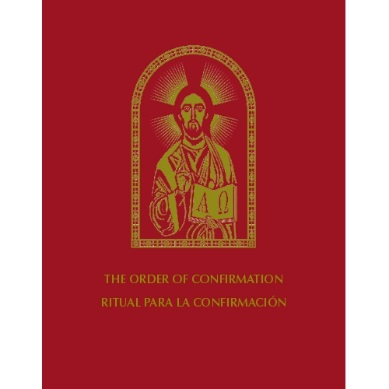 Α Ω
THE ORDER OF CONFIRMATION
RITUAL PARA LA CONFIRMACIÓN